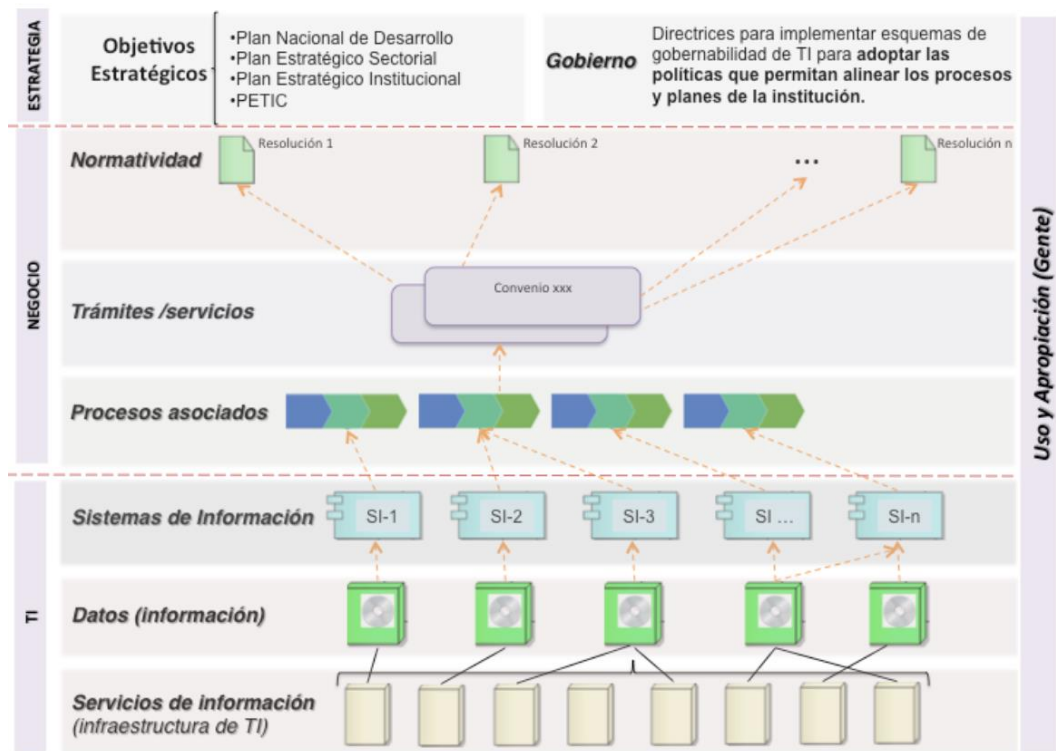 ESTRATEGIA
Objetivos
Estratégicos
•Plan Nacional de Desarrollo
•Plan Estratégico Sectorial
•Plan Estratégico Institucional
•PETIC
Gobierno
Directrices para implementar esquemas de
gobernabilidad de TI para adoptar las
políticas que permitan alinear los procesos
y planes de la institución.
NEGOCIO
Normatividad
Resolución 1
Resolución 2
...
Resolución n
Trámites /servicios
Convenio xxx
Procesos asociados
TI
Sistemas de Información
SI-1
SI-2
SI-3
SI ...
SI-n
Datos (información)
Servicios de información
(infraestructura de TI)
Uso y Apropiación (Gente)